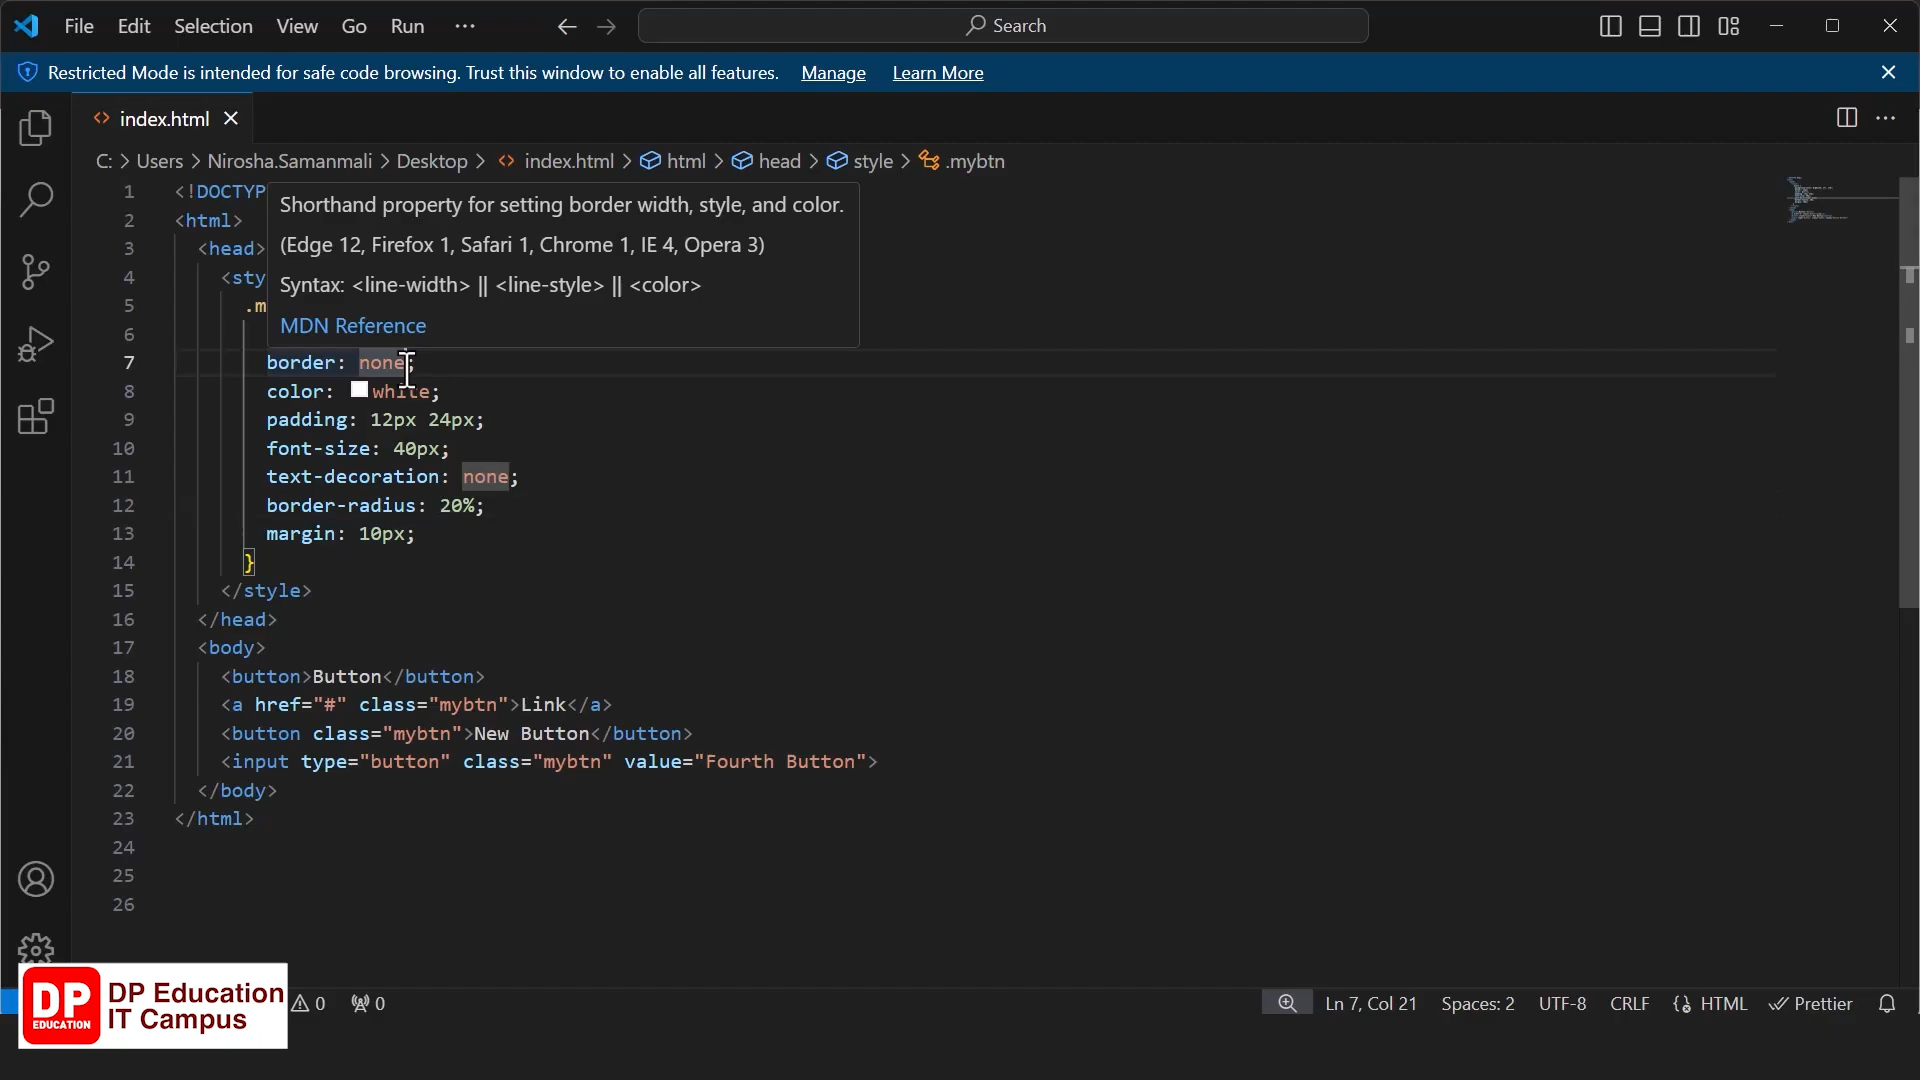 File Edit Selection View Go Run ··· Search
Restricted Mode is intended for safe code browsing. Trust this window to enable all features. Manage Learn More
index.html
C: > Users > Nirosha.Samanmali > Desktop > index.html > html > head > style > .mybtn
1 <!DOCTYP
2 <html>
3 <head>
4 <sty
5 .m
6
Shorthand property for setting border width, style, and color.
(Edge 12, Firefox 1, Safari 1, Chrome 1, IE 4, Opera 3)
Syntax: <line-width> || <line-style> || <color>
MDN Reference
7 border: none;
8 color: white;
9 padding: 12px 24px;
10 font-size: 40px;
11 text-decoration: none;
12 border-radius: 20%;
13 margin: 10px;
14 }
15 </style>
16 </head>
17 <body>
18 <button>Button</button>
19 <a href="#" class="mybtn">Link</a>
20 <button class="mybtn">New Button</button>
21 <input type="button" class="mybtn" value="Fourth Button">
22 </body>
23 </html>
24
25
26
DP EDUCATION
DP Education
IT Campus
0 0 Ln 7, Col 21 Spaces: 2 UTF-8 CRLF HTML Prettier